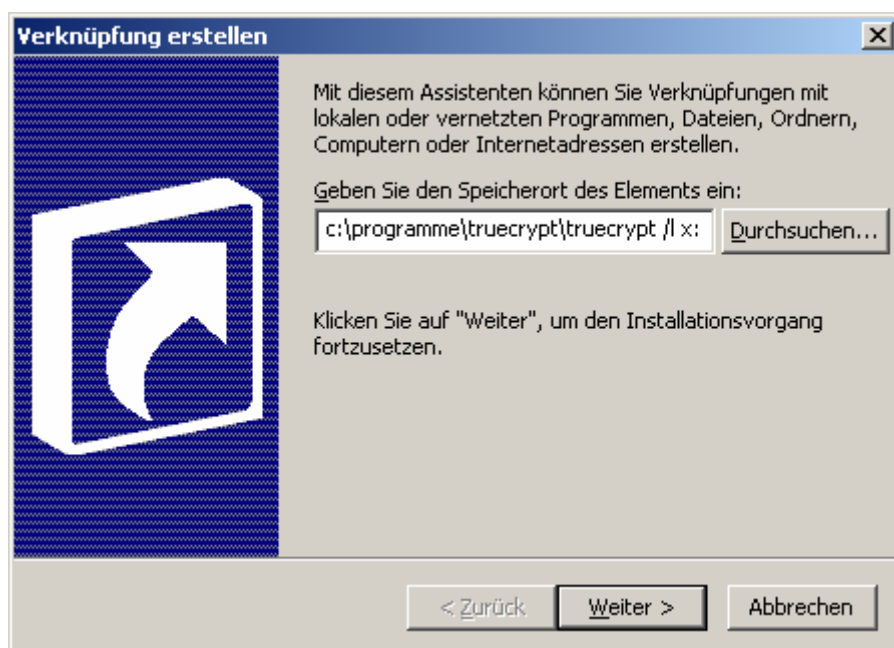 Verknüpfung erstellen
Mit diesem Assistenten können Sie Verknüpfungen mit
lokalen oder vernetzten Programmen, Dateien, Ordnern,
Computern oder Internetadressen erstellen.
Geben Sie den Speicherort des Elements ein:
c:\programme\truecrypt\truecrypt /l x: Durchsuchen...
Klicken Sie auf "Weiter", um den Installationsvorgang
fortzusetzen.
< Zurück Weiter > Abbrechen